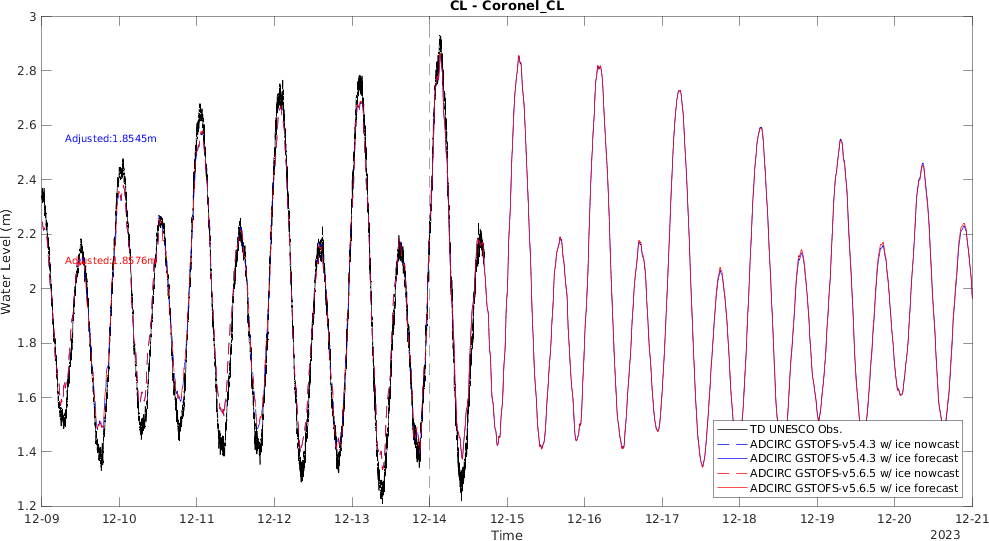 CL - Coronel_CL
3
2.8
2.6
2.4
2.2
2
1.8
1.6
1.4
1.2
Water Level (m)
Adjusted:1.8545m
Adjusted:1.8576m
TD UNESCO Obs.
ADCIRC GSTOFS-v5.4.3 w/ ice nowcast
ADCIRC GSTOFS-v5.4.3 w/ ice forecast
ADCIRC GSTOFS-v5.6.5 w/ ice nowcast
ADCIRC GSTOFS-v5.6.5 w/ ice forecast
12-09 12-10 12-11 12-12 12-13 12-14 12-15 12-16 12-17 12-18 12-19 12-20 12-21
Time
2023